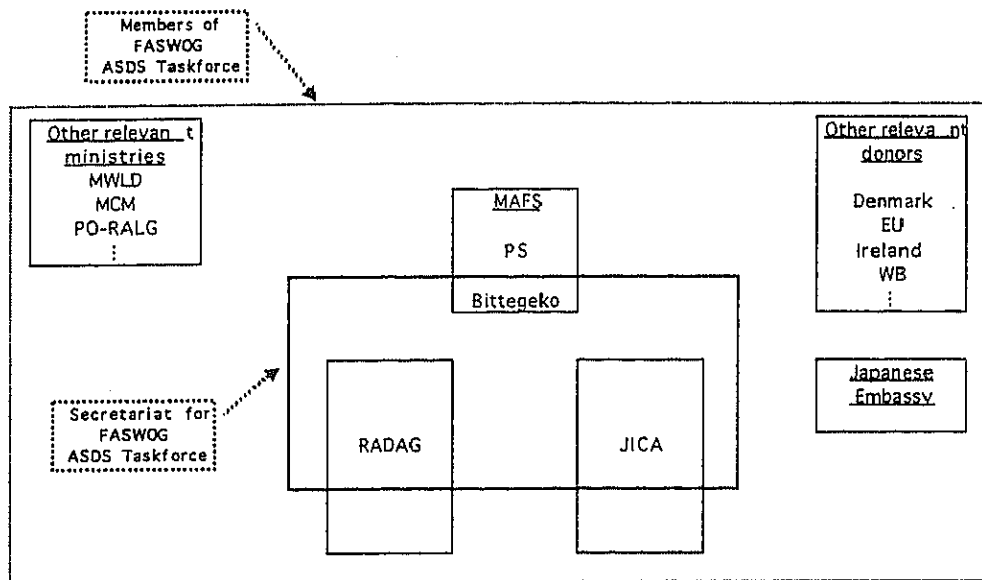 Members of
FASWOG
ASDS Taskforce
Other relevan t
ministries
MWLD
MCM
PO-RALG
⋮
MAFS
PS
Bittegeko
Other releva nt
donors
Denmark
EU
Ireland
WB
⋮
Japanese
Embassy
Secretariat for
FASWOG
ASDS Taskforce
RADAG
JICA